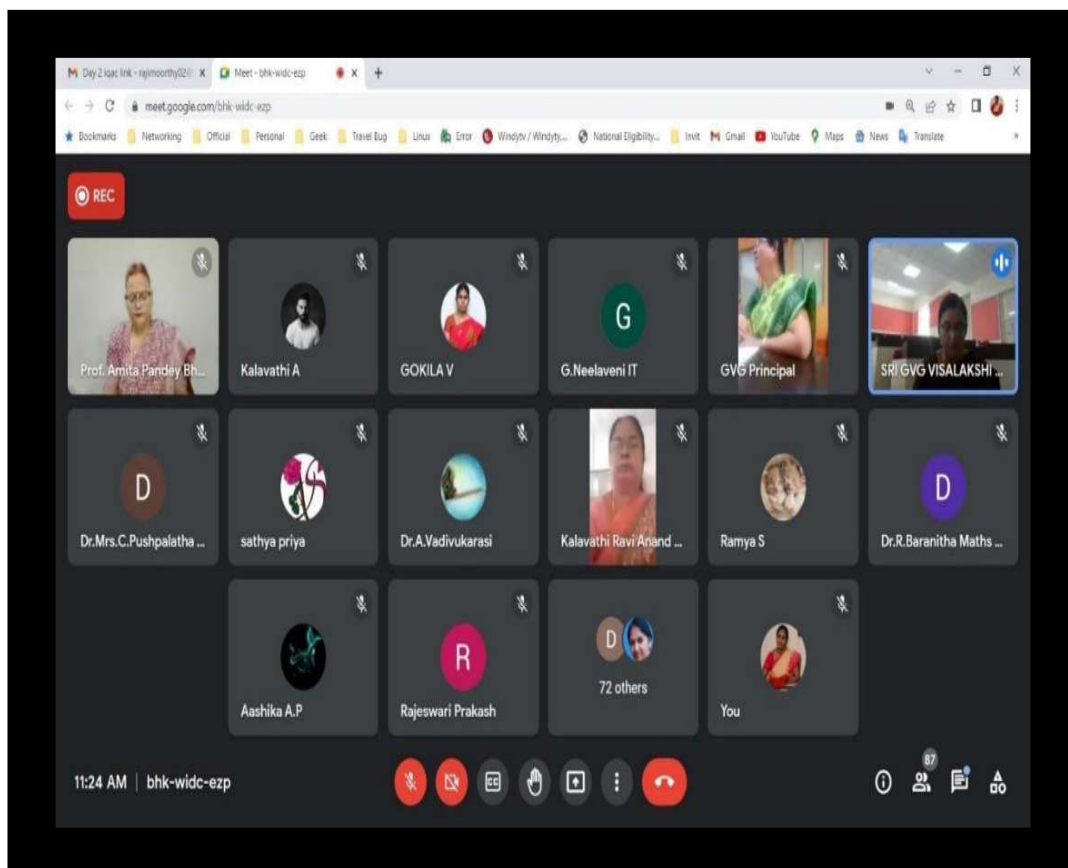 Day 2 iqac link - rajimoorthy02@
Meet - bhk-widc-ezp
meet.google.com/bhk-widc-ezp
Bookmarks Networking Official Personal Geek Travel Bug Linux Error Windytv / Windyty,... National Eligibility... Invit Gmail YouTube Maps News Translate »
REC
Prof. Amita Pandey Bh... Kalavathi A GOKILA V G G.Neelaveni IT GVG Principal SRI GVG VISALAKSHI ...
D Dr.Mrs.C.Pushpalatha ... sathya priya Dr.A.Vadivukarasi Kalavathi Ravi Anand ... Ramya S D Dr.R.Baranitha Maths ...
Aashika A.P R Rajeswari Prakash D 72 others You
11:24 AM | bhk-widc-ezp CC 87